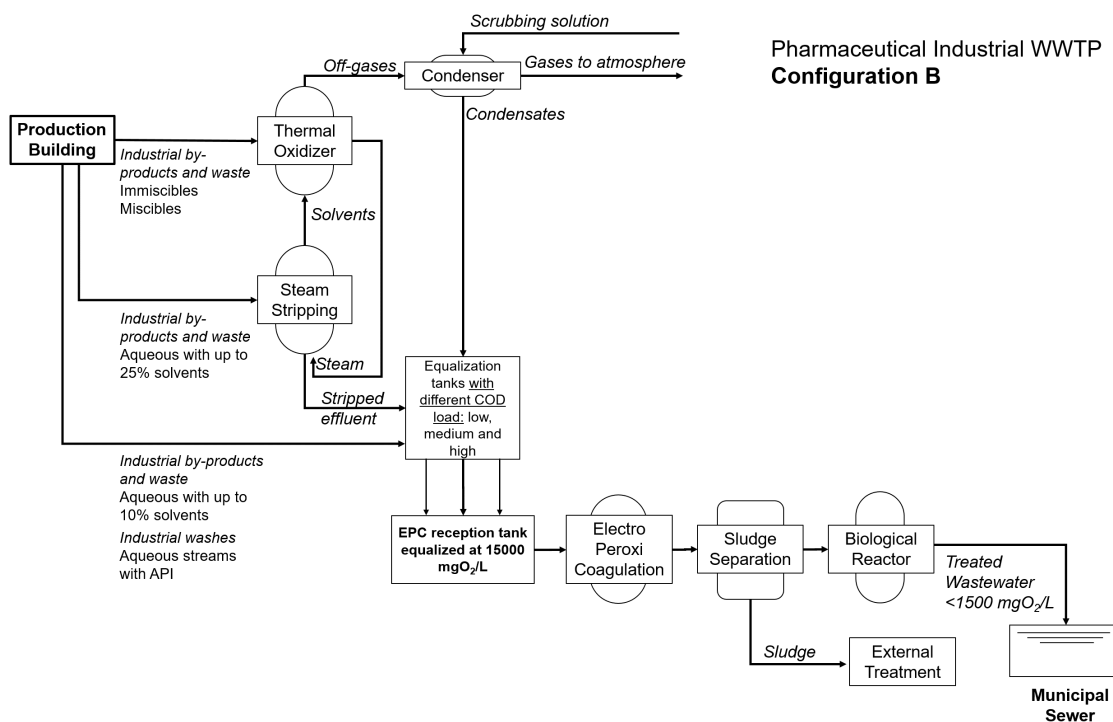 Scrubbing solution
Pharmaceutical Industrial WWTP
Configuration B
Off-gases
Condenser
Gases to atmosphere
Condensates
Production
Building
Thermal
Oxidizer
Industrial by-
products and waste
Immiscibles
Miscibles
Solvents
Steam
Stripping
Industrial by-
products and waste
Aqueous with up to
25% solvents
Steam
Stripped
effluent
Equalization
tanks with
different COD
load: low,
medium and
high
Industrial by-products
and waste
Aqueous with up to
10% solvents
Industrial washes
Aqueous streams
with API
EPC reception tank
equalized at 15000
mgO₂/L
Electro
Peroxi
Coagulation
Sludge
Separation
Biological
Reactor
Treated
Wastewater
<1500 mgO₂/L
Sludge
External
Treatment
Municipal
Sewer